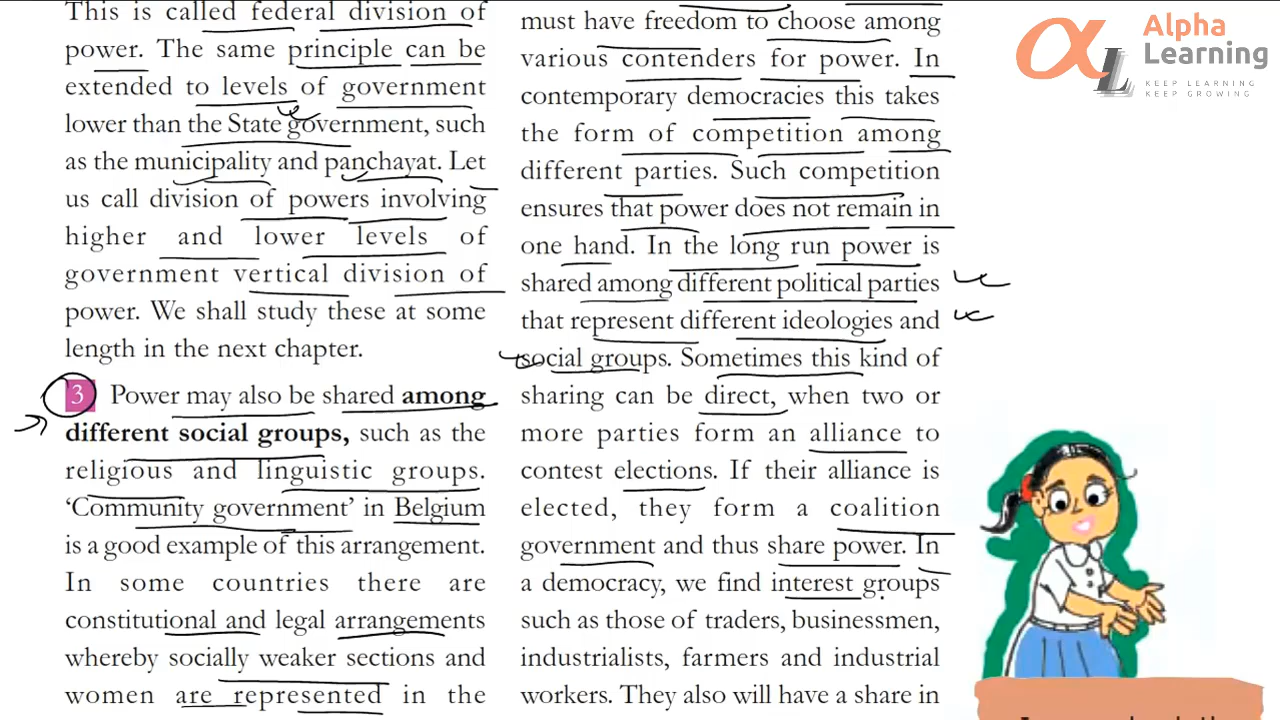 This is called federal division of
power. The same principle can be
extended to levels of government
lower than the State government, such
as the municipality and panchayat. Let
us call division of powers involving
higher and lower levels of
government vertical division of
power. We shall study these at some
length in the next chapter.
3 Power may also be shared among
different social groups, such as the
religious and linguistic groups.
‘Community government’ in Belgium
is a good example of this arrangement.
In some countries there are
constitutional and legal arrangements
whereby socially weaker sections and
women are represented in the
must have freedom to choose among
various contenders for power. In
contemporary democracies this takes
the form of competition among
different parties. Such competition
ensures that power does not remain in
one hand. In the long run power is
shared among different political parties
that represent different ideologies and
social groups. Sometimes this kind of
sharing can be direct, when two or
more parties form an alliance to
contest elections. If their alliance is
elected, they form a coalition
government and thus share power. In
a democracy, we find interest groups
such as those of traders, businessmen,
industrialists, farmers and industrial
workers. They also will have a share in
Alpha
Learning
KEEP LEARNING
KEEP GROWING